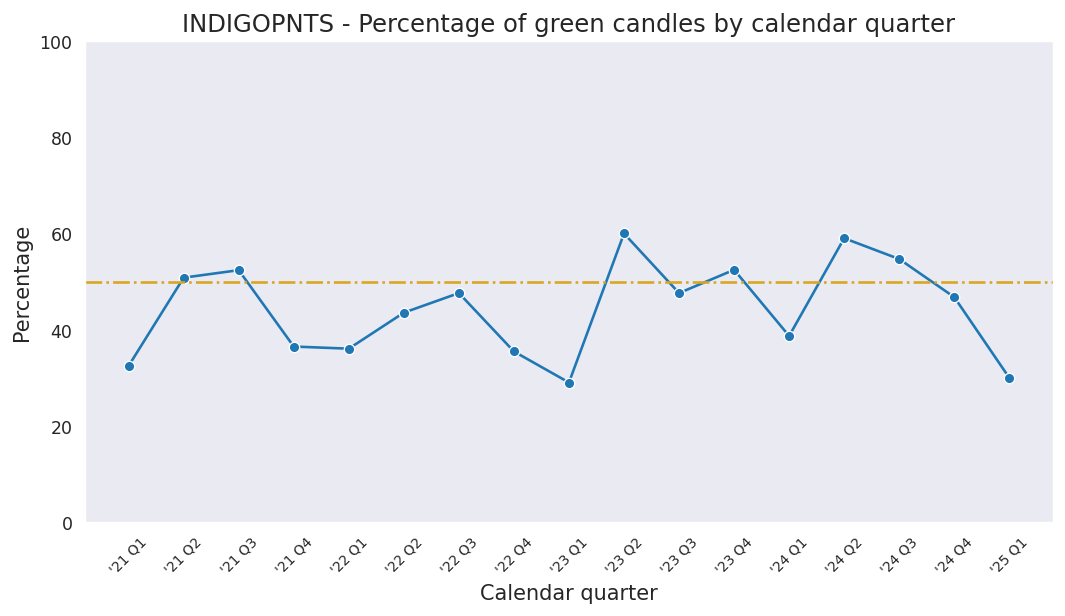 INDIGOPNTS - Percentage of green candles by calendar quarter
Percentage
100
80
60
40
20
0
'21 Q1
'21 Q2
'21 Q3
'21 Q4
'22 Q1
'22 Q2
'22 Q3
'22 Q4
'23 Q1
'23 Q2
'23 Q3
'23 Q4
'24 Q1
'24 Q2
'24 Q3
'24 Q4
'25 Q1
Calendar quarter